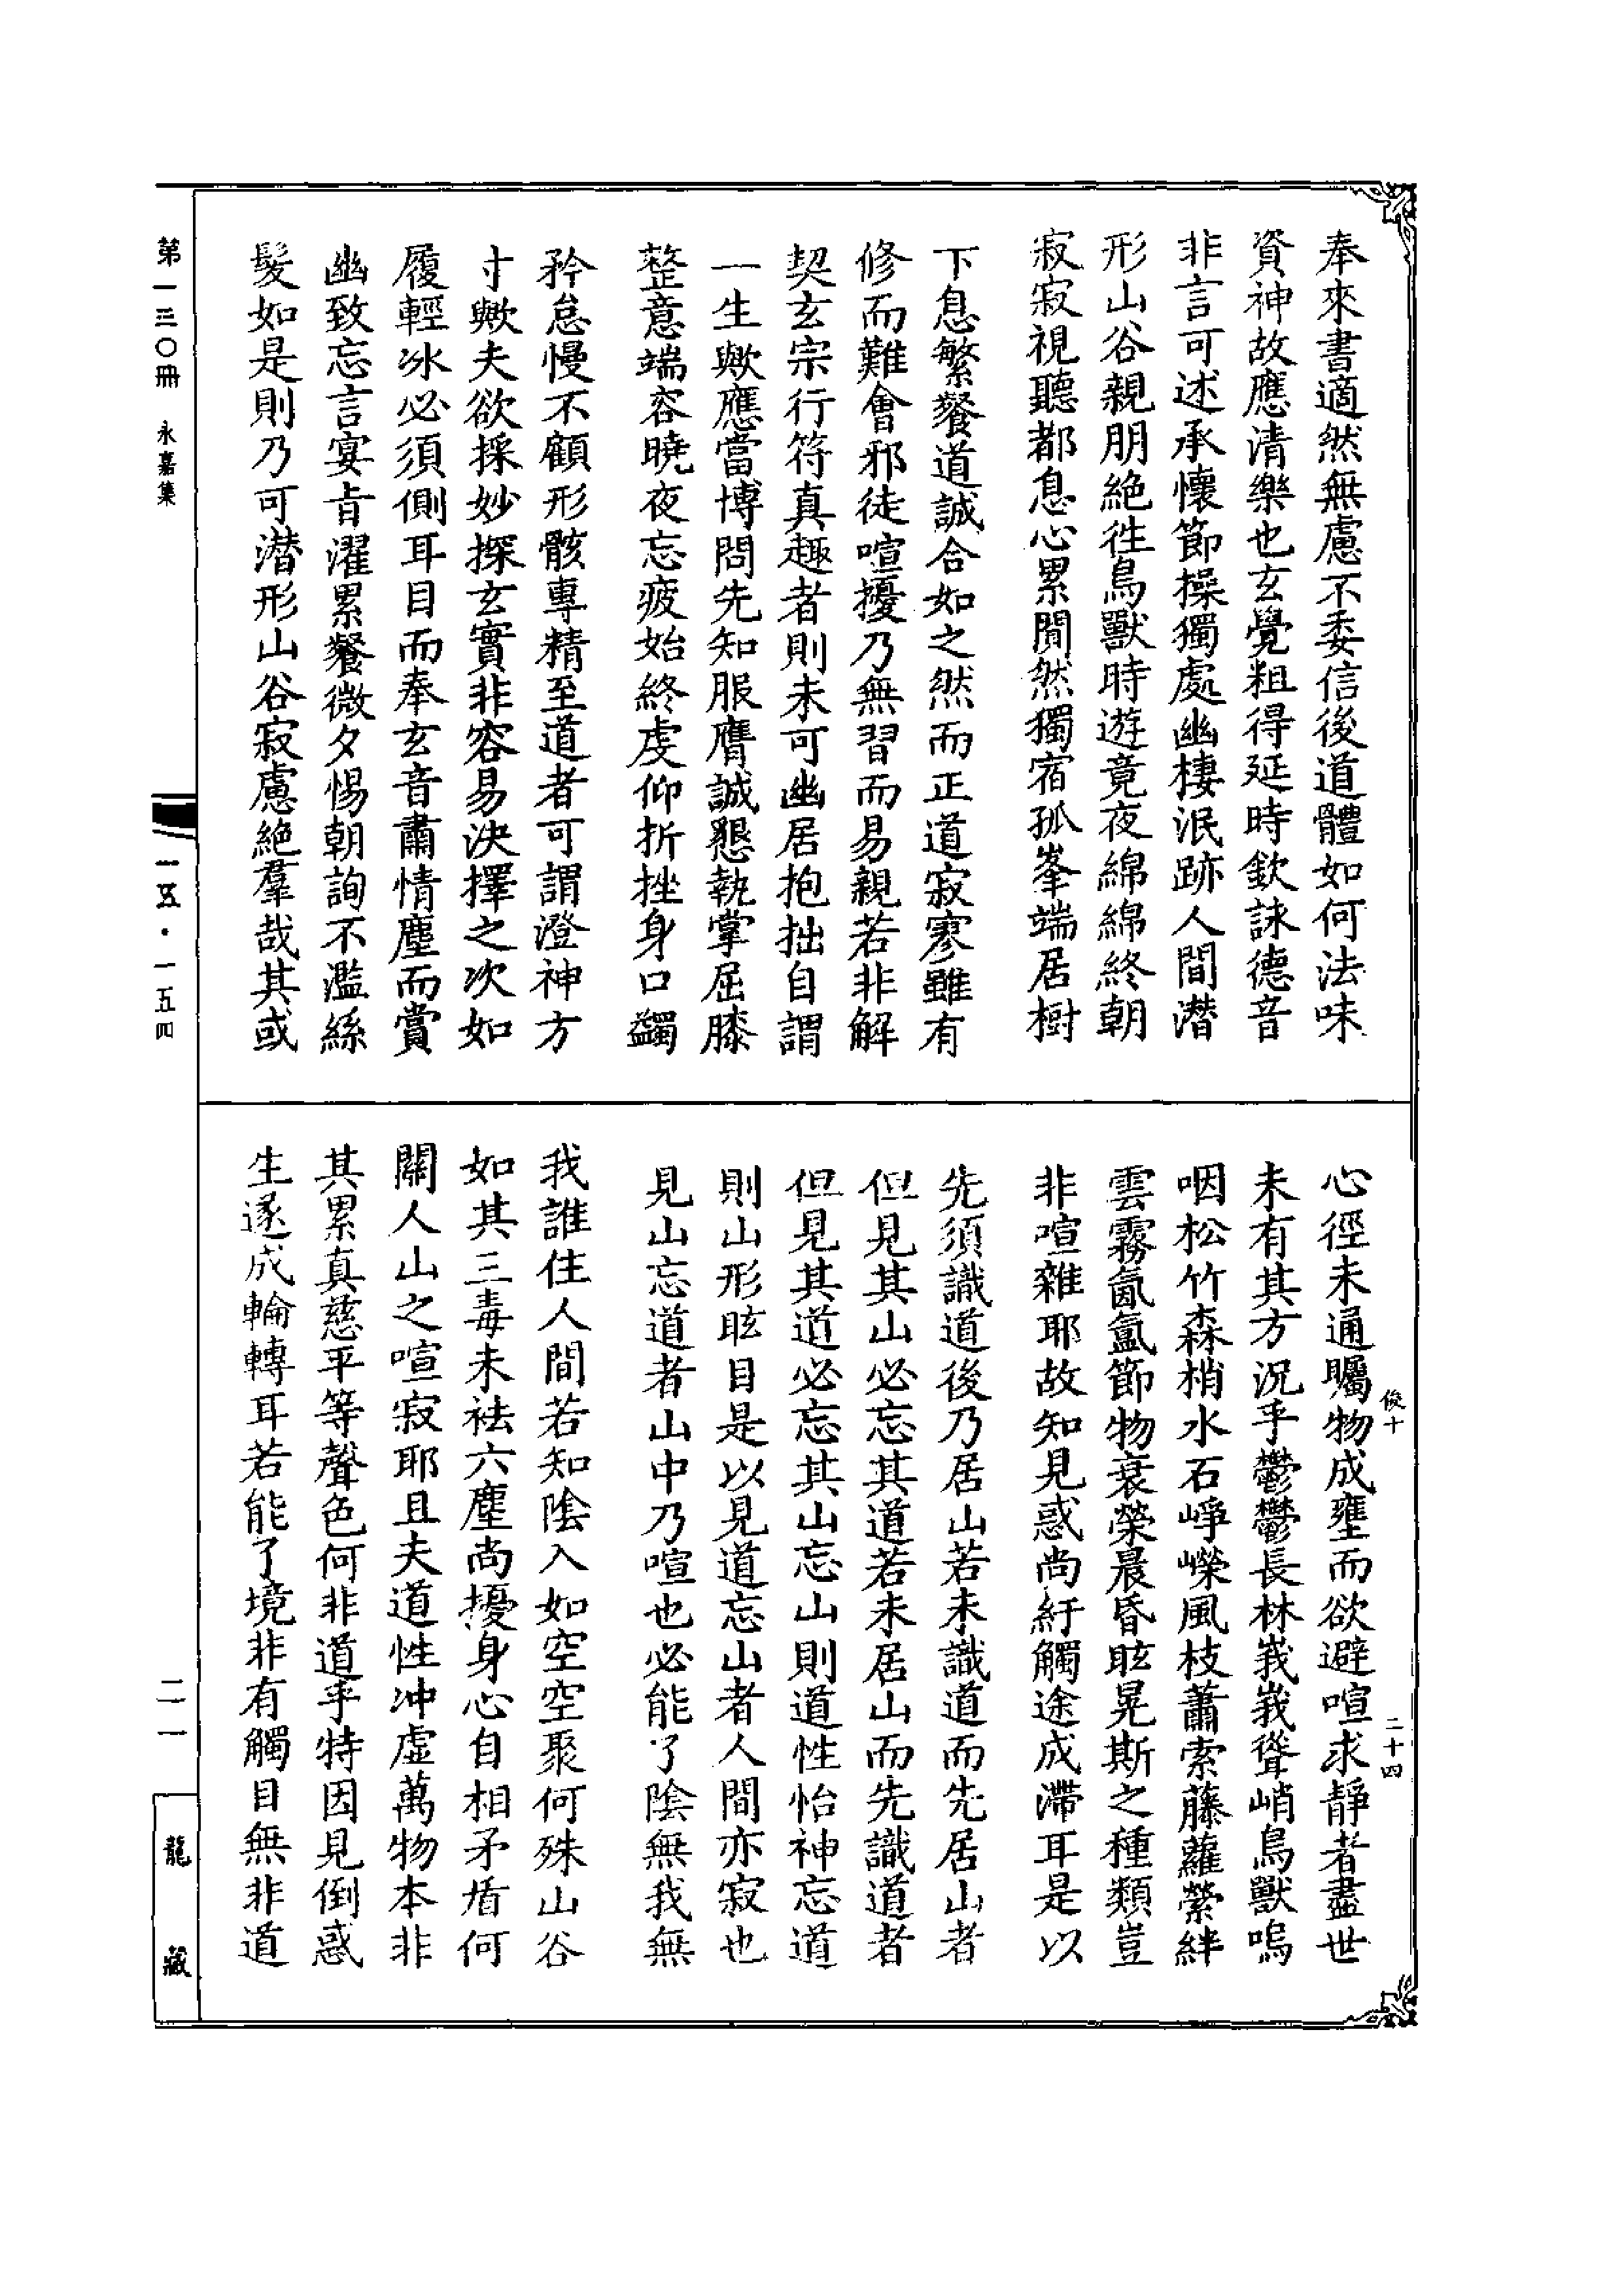 奉來書適然無慮不委信後道體如何法味
資神故應清樂也玄覺粗得延時欽詠德音
非言可述承懷節操獨處幽棲泯跡人間潛
形山谷親朋絕往鳥獸時遊竟夜綿綿終朝
寂寂視聽都息心累闃然獨宿孤峯端居樹
下息繁餐道誠合如之然而正道寂寥雖有
修而難會邪徒喧擾乃無習而易親若非解
契玄宗行符真趣者則未可幽居抱拙自謂
一生歟應當博問先知服膺誠懇執掌屈膝
整意端容曉夜忘疲始終虔仰折挫身口蠲
矜怠慢不顧形骸專精至道者可謂澄神方
寸歟夫欲採妙探玄實非容易決擇之次如
履輕冰必須側耳目而奉玄音肅情塵而賞
幽致忘言宴旨濯累餐微夕惕朝詢不濫絲
髮如是則乃可潛形山谷寂慮絕羣哉其或
心徑未通矚物成壅而欲避喧求靜者盡世
未有其方況乎鬱鬱長林峩峩聳峭鳥獸嗚
咽松竹森梢水石崢嶸風枝蕭索藤蘿縈絆
雲霧氤氳節物衰榮晨昏眩晃斯之種類豈
非喧雜耶故知見惑尚紆觸途成滯耳是以
先須識道後乃居山若未識道而先居山者
但見其山必忘其道若未居山而先識道者
但見其道必忘其山忘山則道性怡神忘道
則山形眩目是以見道忘山者人間亦寂也
見山忘道者山中乃喧也必能了陰無我無
我誰住人間若知陰入如空空聚何殊山谷
如其三毒未袪六塵尚擾身心自相矛盾何
關人山之喧寂耶且夫道性冲虛萬物本非
其累真慈平等聲色何非道乎特因見倒惑
生遂成輪轉耳若能了境非有觸目無非道
俊十
二十四
第一三〇冊 永嘉集
一五·一五四
二一
龍藏